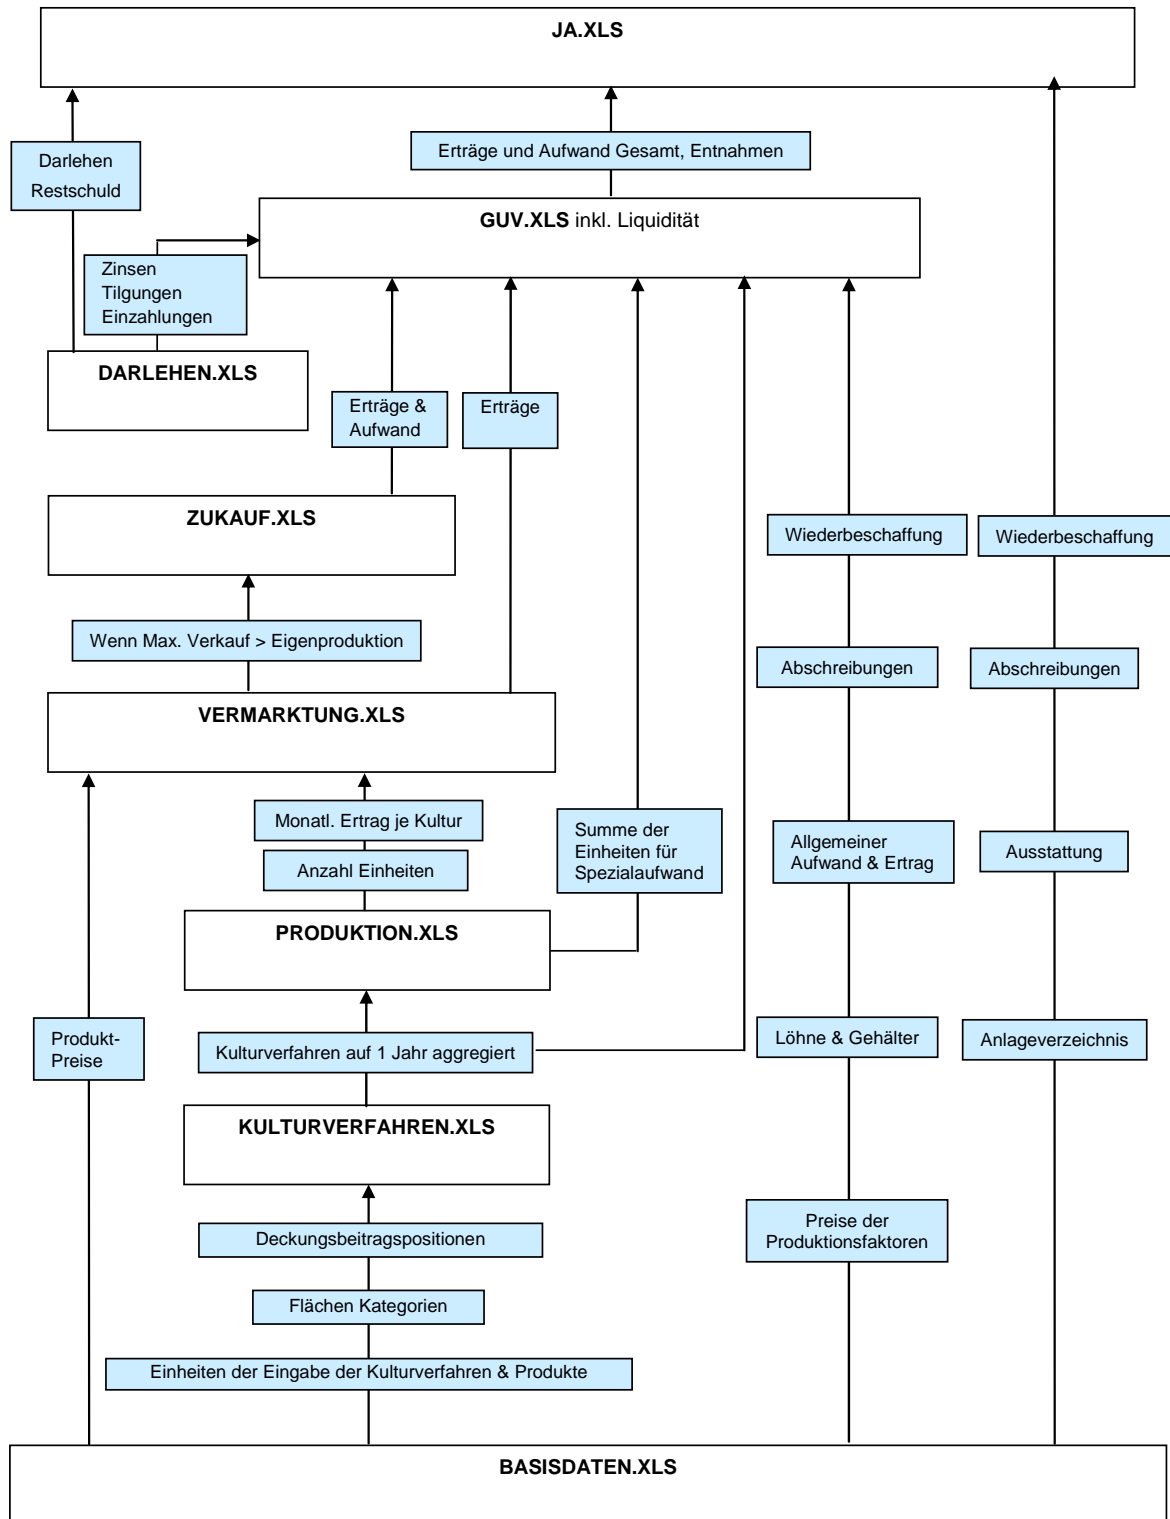 JA.XLS
Darlehen
Restschuld
Erträge und Aufwand Gesamt, Entnahmen
GUV.XLS inkl. Liquidität
Zinsen
Tilgungen
Einzahlungen
DARLEHEN.XLS
Erträge &
Aufwand
Erträge
ZUKAUF.XLS
Wiederbeschaffung
Wiederbeschaffung
Wenn Max. Verkauf > Eigenproduktion
Abschreibungen
Abschreibungen
VERMARKTUNG.XLS
Monatl. Ertrag je Kultur
Anzahl Einheiten
Summe der
Einheiten für
Spezialaufwand
Allgemeiner
Aufwand & Ertrag
Ausstattung
PRODUKTION.XLS
Produkt-
Preise
Kulturverfahren auf 1 Jahr aggregiert
Löhne & Gehälter
Anlageverzeichnis
KULTURVERFAHREN.XLS
Deckungsbeitragspositionen
Preise der
Produktionsfaktoren
Flächen Kategorien
Einheiten der Eingabe der Kulturverfahren & Produkte
BASISDATEN.XLS